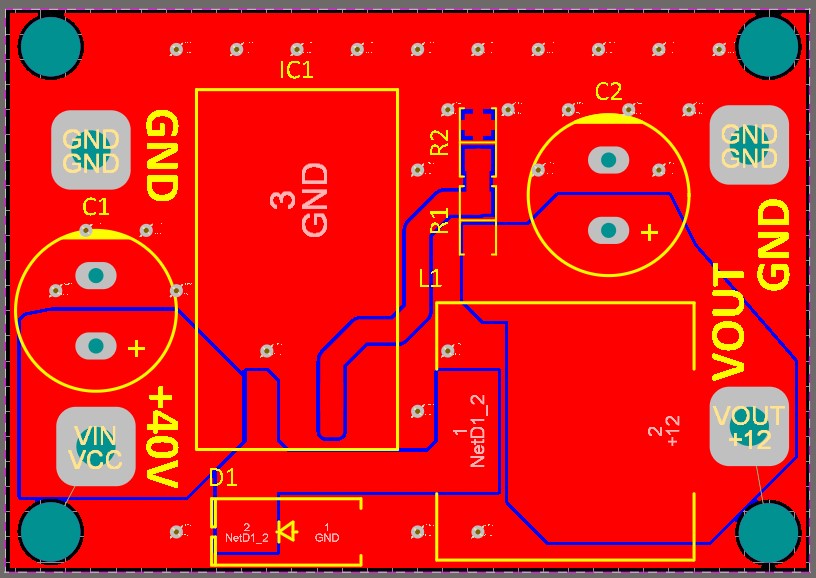 IC1
C2
GND
GND
GND
R2
GND
GND
3
GND
C1
R1
+
GND
L1
VOUT
+
+40V
1
NetD1_2
2
+12
VOUT
+12
VIN
VCC
D1
2
NetD1_2
1
GND